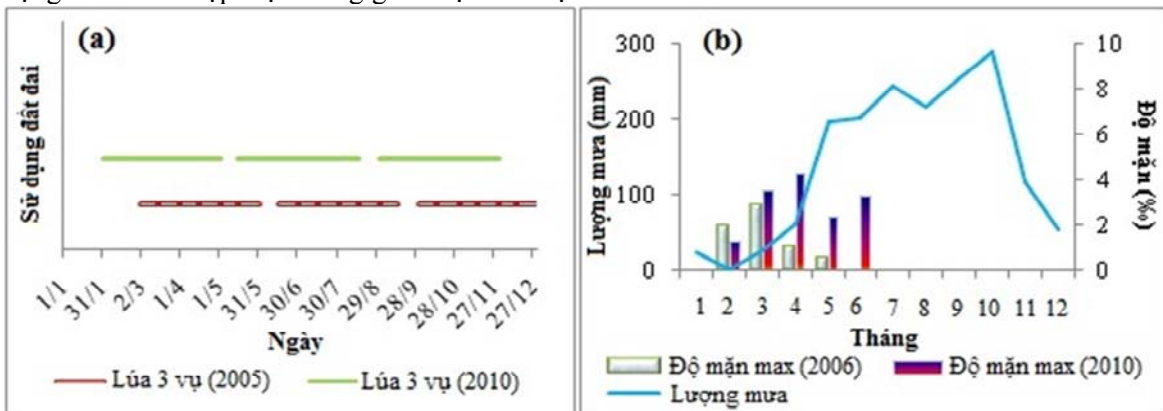 (a)
Sử dụng đất đai
1/1
31/1
2/3
1/4
1/5
31/5
30/6
30/7
29/8
28/9
28/10
27/11
27/12
Ngày
Lúa 3 vụ (2005)
Lúa 3 vụ (2010)
(b)
Lượng mưa (mm)
300
200
100
0
10
8
6
4
2
0
Độ mặn (‰)
1 2 3 4 5 6 7 8 9 10 11 12
Tháng
Độ mặn max (2006)
Độ mặn max (2010)
Lượng mưa